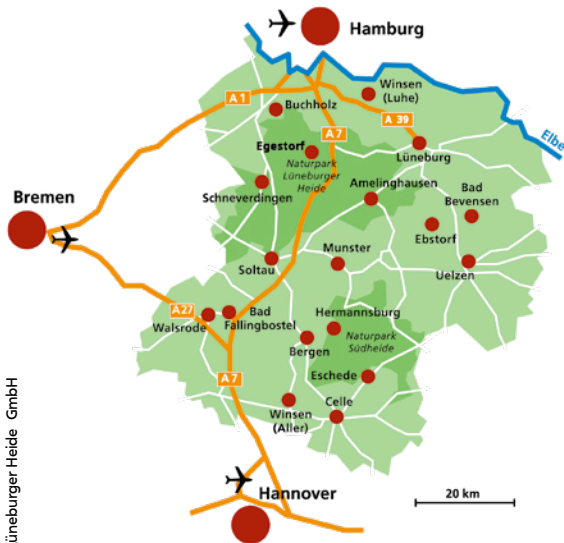 Hamburg
Winsen
(Luhe)
A 1
Buchholz
A 39
A 7
Elbe
Egestorf
Naturpark
Lüneburger
Heide
Lüneburg
Amelinghausen
Schneverdingen
Bad
Bevensen
Bremen
Ebstorf
Munster
Soltau
Uelzen
A27
Walsrode
Bad
Fallingbostel
Hermannsburg
Naturpark
Südheide
Bergen
A 7
Eschede
Celle
Winsen
(Aller)
Hannover
20 km
üneburger Heide GmbH